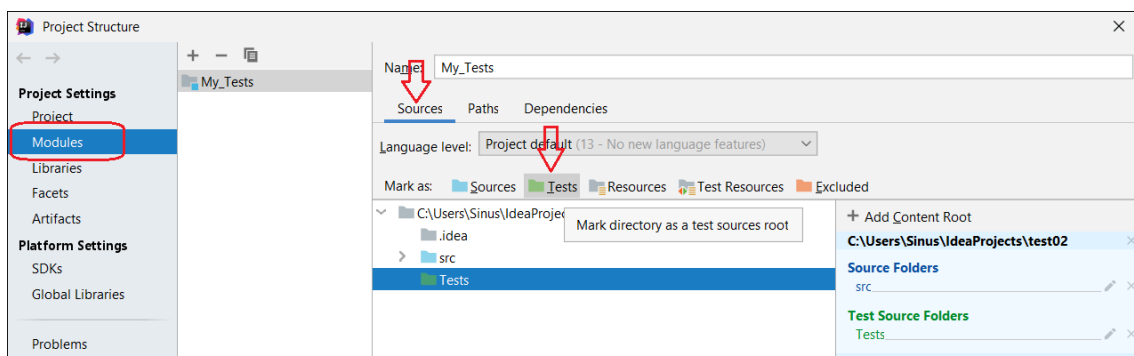 Project Structure
Project Settings
Project
Modules
Libraries
Facets
Artifacts
Platform Settings
SDKs
Global Libraries
Problems
My_Tests
Name: My_Tests
Sources Paths Dependencies
Language level: Project default (13 - No new language features)
Mark as: Sources Tests Resources Test Resources Excluded
C:\Users\Sinus\IdeaProjec
Mark directory as a test sources root
.idea
src
Tests
+ Add Content Root
C:\Users\Sinus\IdeaProjects\test02
Source Folders
src
Test Source Folders
Tests